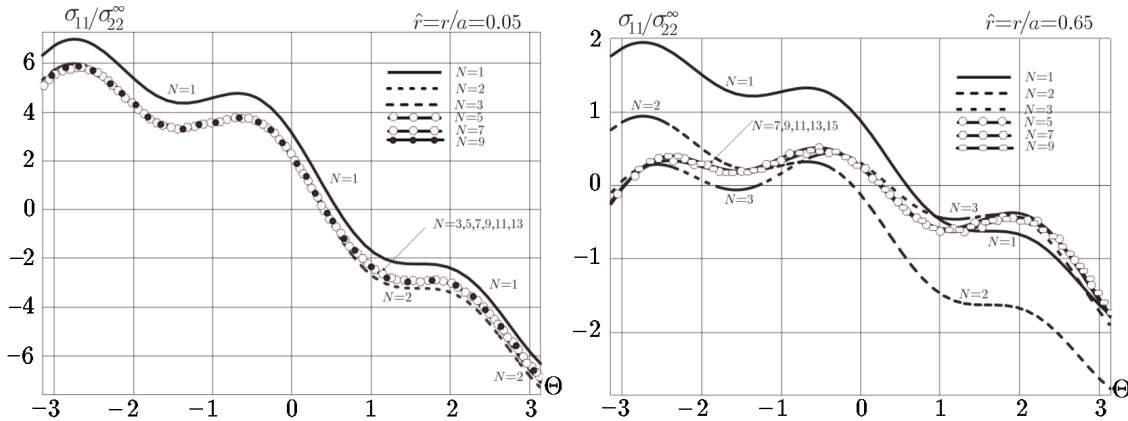 σ₁₁/σ₂₂^∞
r̂=r/a=0.05
6
4
2
0
−2
−4
−6
N=1
N=2
N=3
N=5
N=7
N=9
N=1
N=1
N=3,5,7,9,11,13
N=1
N=2
N=2
Θ
−3 −2 −1 0 1 2 3
σ₁₁/σ₂₂^∞
r̂=r/a=0.65
2
1
0
-1
-2
N=1
N=2
N=3
N=5
N=7
N=9
N=1
N=2
N=7,9,11,13,15
N=3
N=3
N=1
N=2
Θ
−3 −2 −1 0 1 2 3